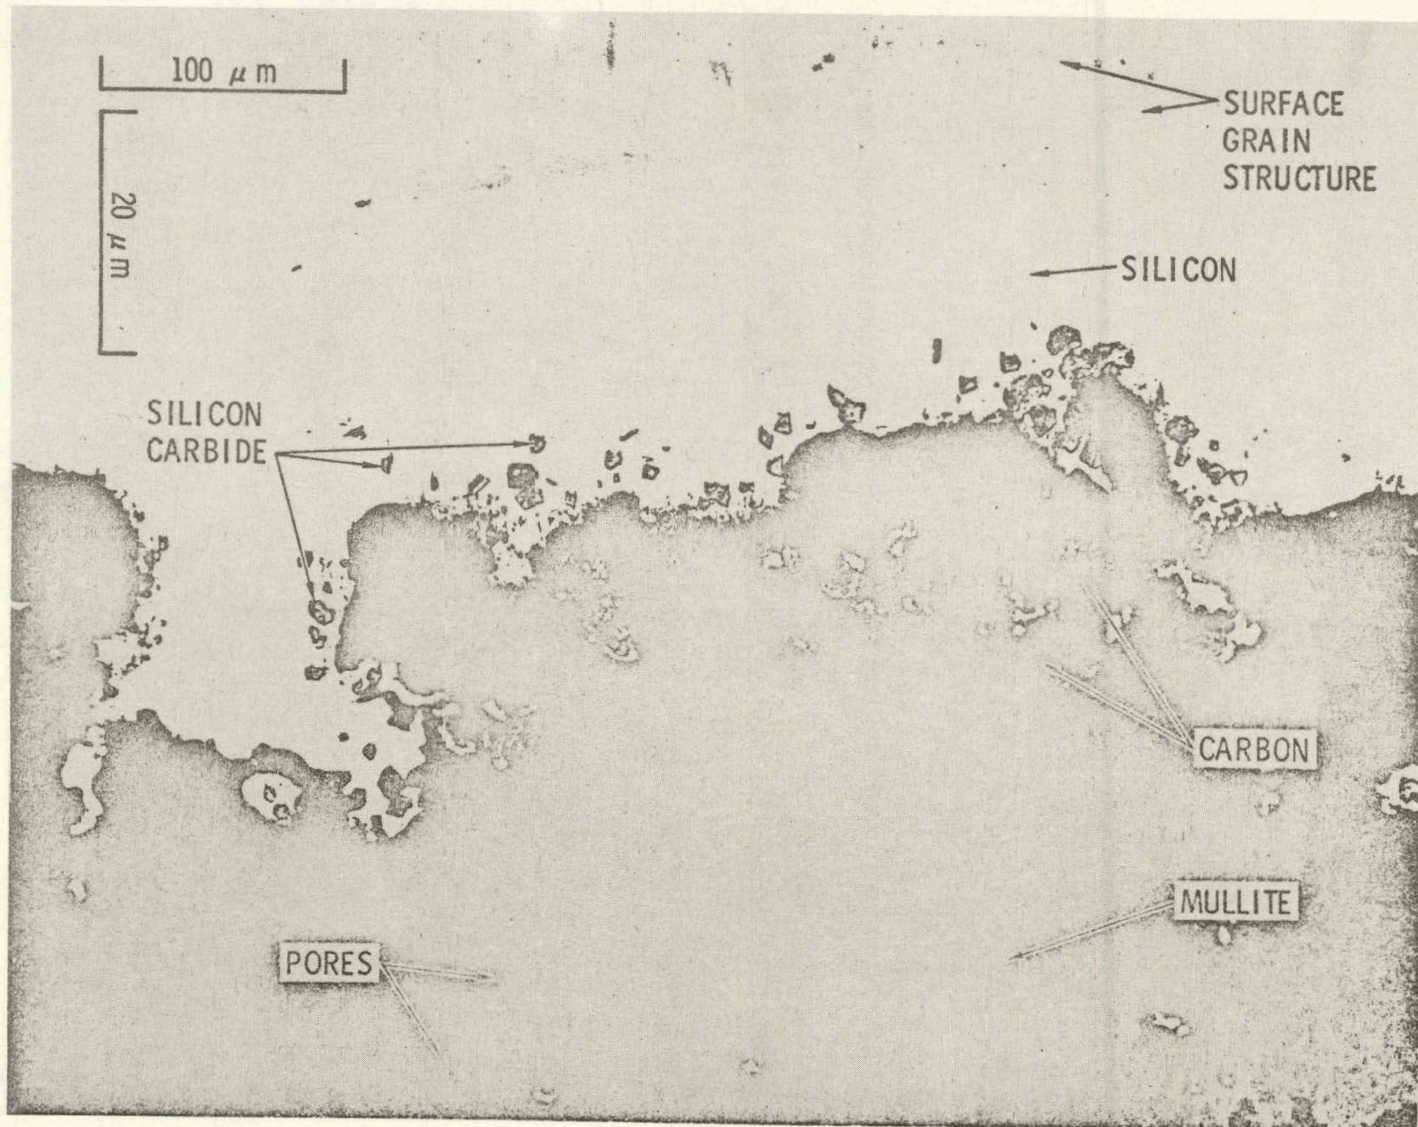 100 μm
20 μm
SURFACE
GRAIN
STRUCTURE
SILICON
SILICON
CARBIDE
CARBON
MULLITE
PORES